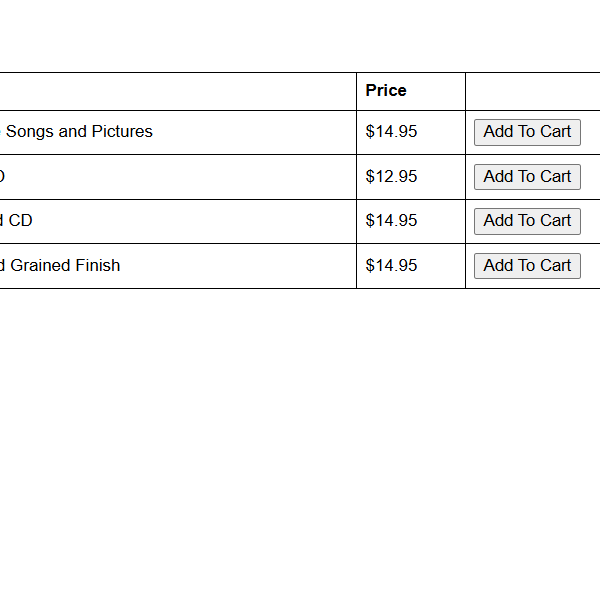 Price
Songs and Pictures $14.95 Add To Cart
$12.95 Add To Cart
CD $14.95 Add To Cart
Grained Finish $14.95 Add To Cart